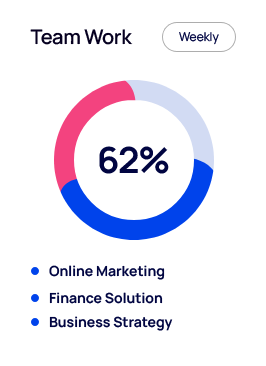 Team Work
Weekly
62%
Online Marketing
Finance Solution
Business Strategy